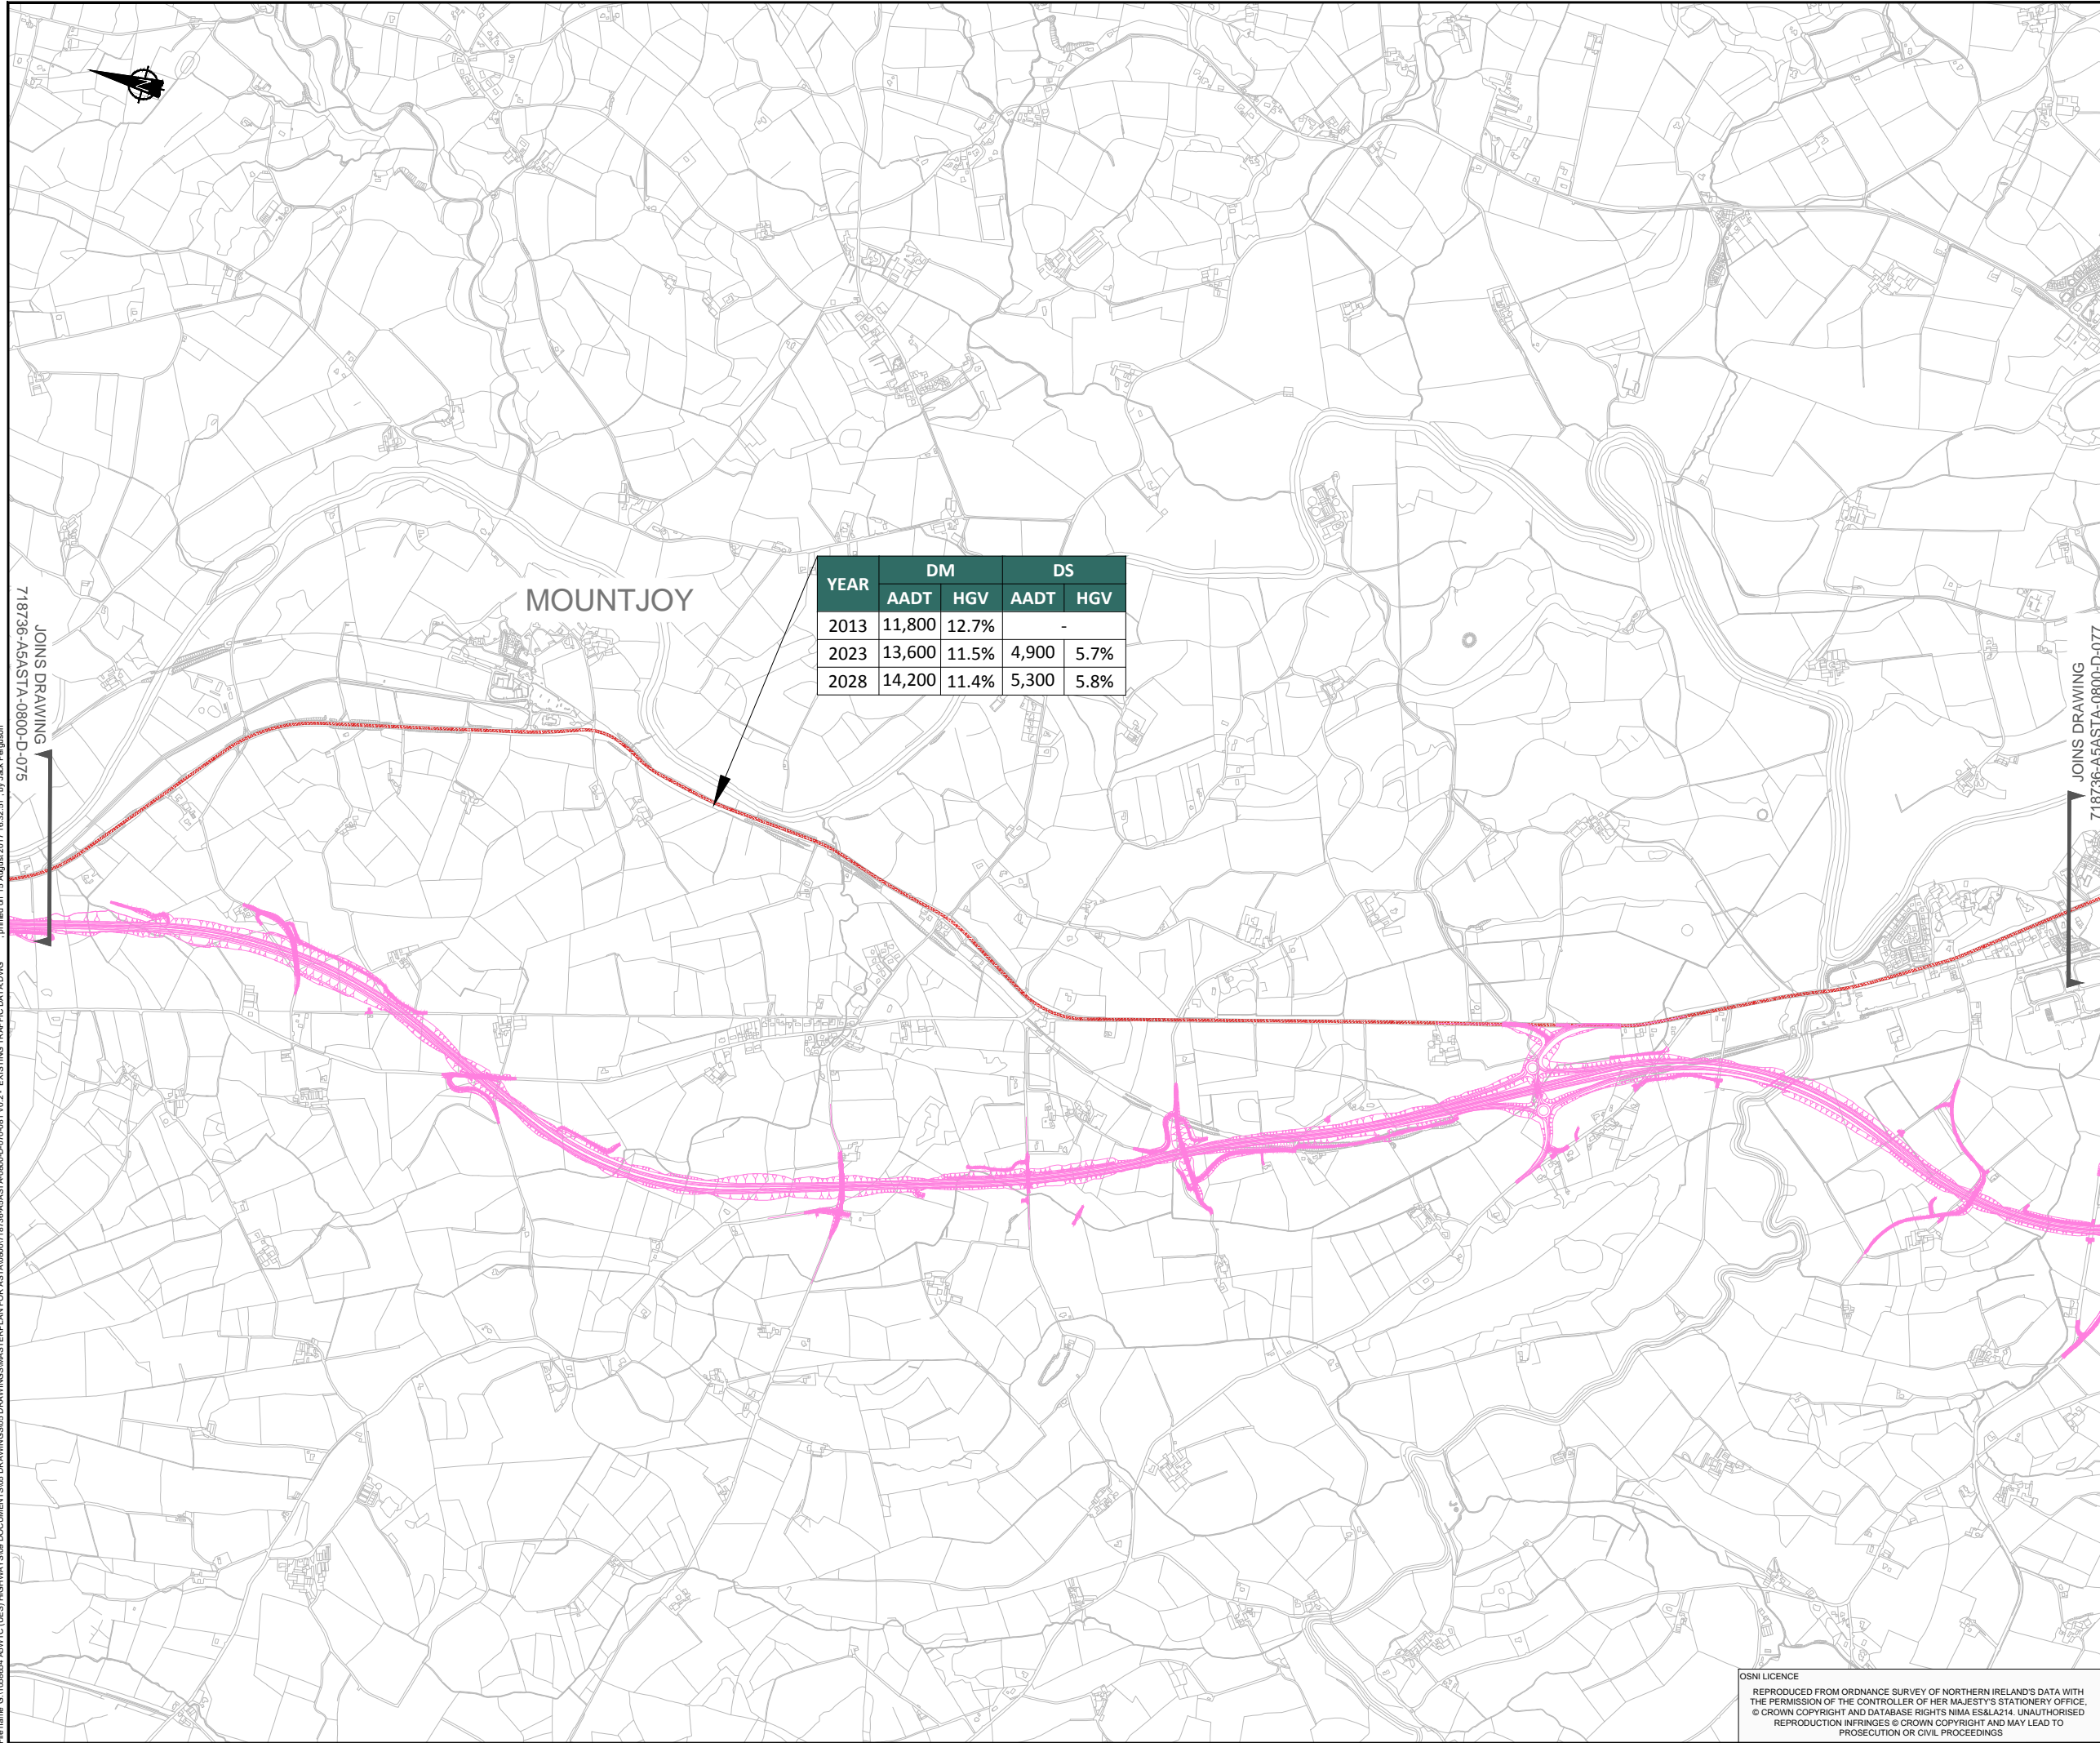 MOUNTJOY
YEAR DM DS
AADT HGV AADT HGV
2013 11,800 12.7% -
2023 13,600 11.5% 4,900 5.7%
2028 14,200 11.4% 5,300 5.8%
JOINS DRAWING
718736-A5ASTA-0800-D-075
JOINS DRAWING
718736-A5ASTA-0800-D-077
OSNI LICENCE
REPRODUCED FROM ORDNANCE SURVEY OF NORTHERN IRELAND'S DATA WITH
THE PERMISSION OF THE CONTROLLER OF HER MAJESTY'S STATIONERY OFFICE,
© CROWN COPYRIGHT AND DATABASE RIGHTS NIMA ES&LA214. UNAUTHORISED
REPRODUCTION INFRINGES © CROWN COPYRIGHT AND MAY LEAD TO
PROSECUTION OR CIVIL PROCEEDINGS